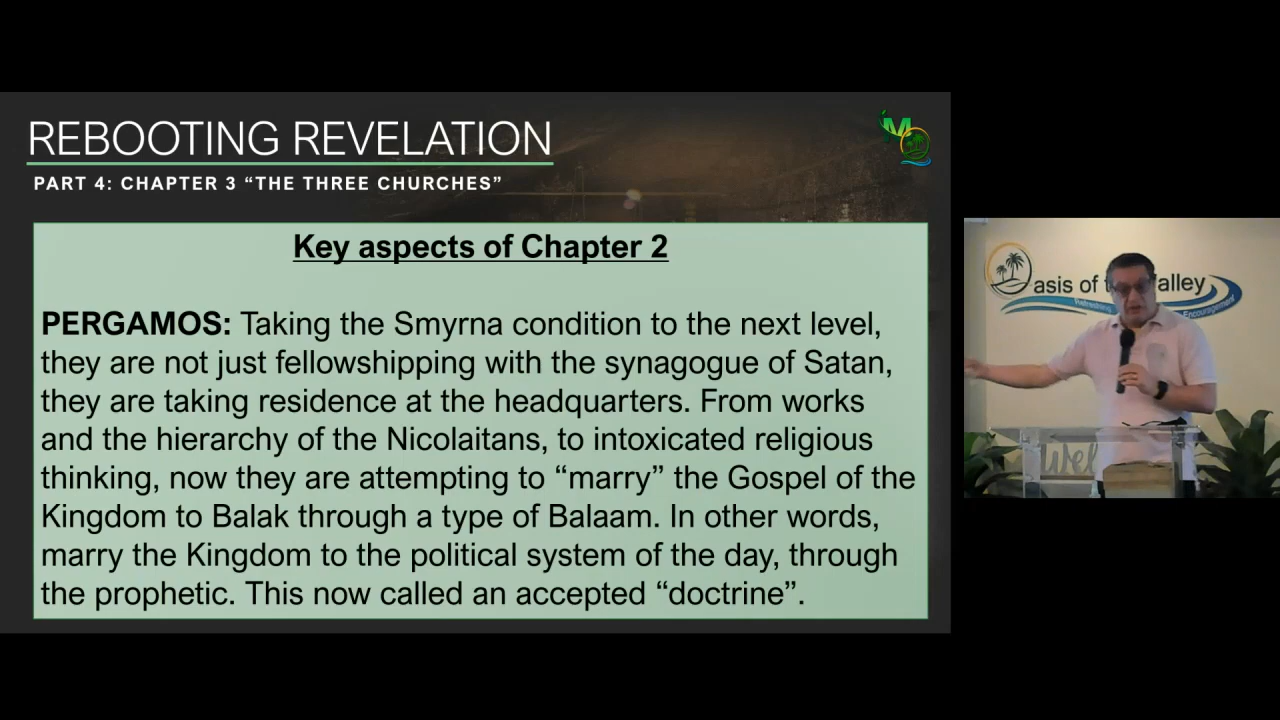 REBOOTING REVELATION
PART 4: CHAPTER 3 “THE THREE CHURCHES”
Key aspects of Chapter 2
PERGAMOS: Taking the Smyrna condition to the next level,
they are not just fellowshipping with the synagogue of Satan,
they are taking residence at the headquarters. From works
and the hierarchy of the Nicolaitans, to intoxicated religious
thinking, now they are attempting to “marry” the Gospel of the
Kingdom to Balak through a type of Balaam. In other words,
marry the Kingdom to the political system of the day, through
the prophetic. This now called an accepted “doctrine”.
M
asis of t alley
Wel